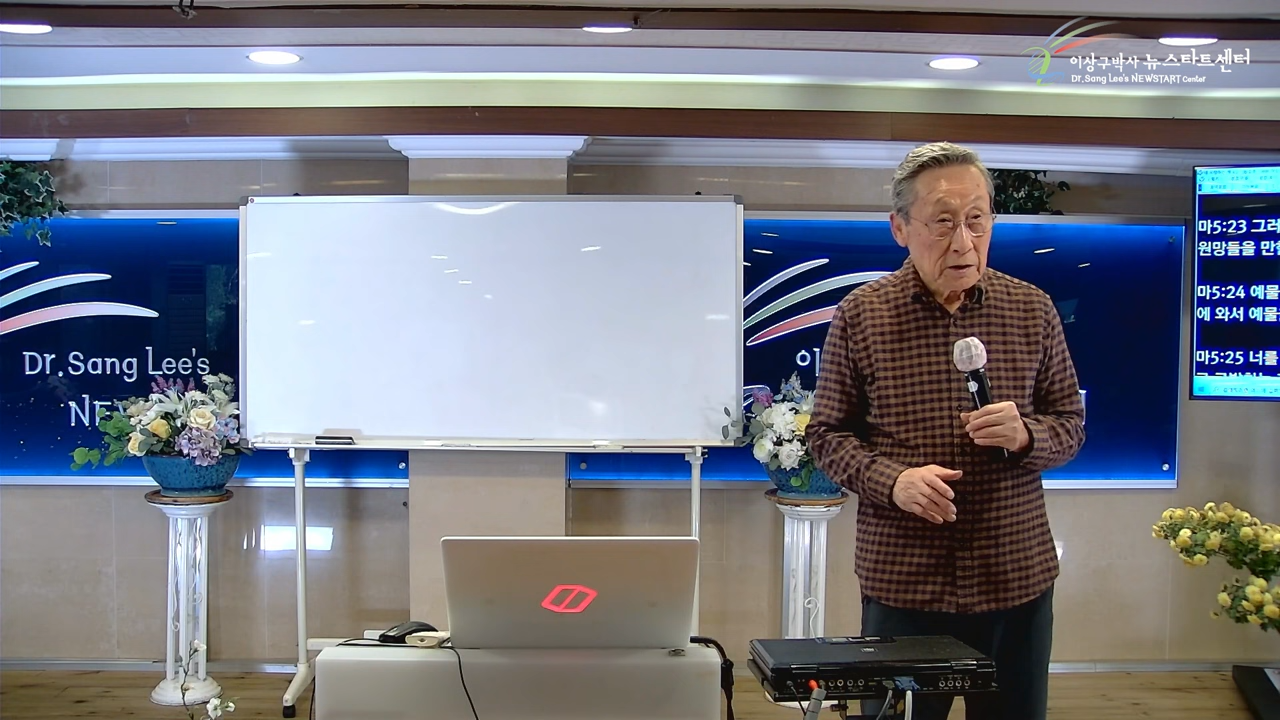 이상구박사 뉴스타트센터
Dr. Sang Lee's NEWSTART Center
Dr. Sang Lee's
NE
이
마5:23 그러
원망들을 만
마5:24 예물
에 와서 예물
마5:25 너를